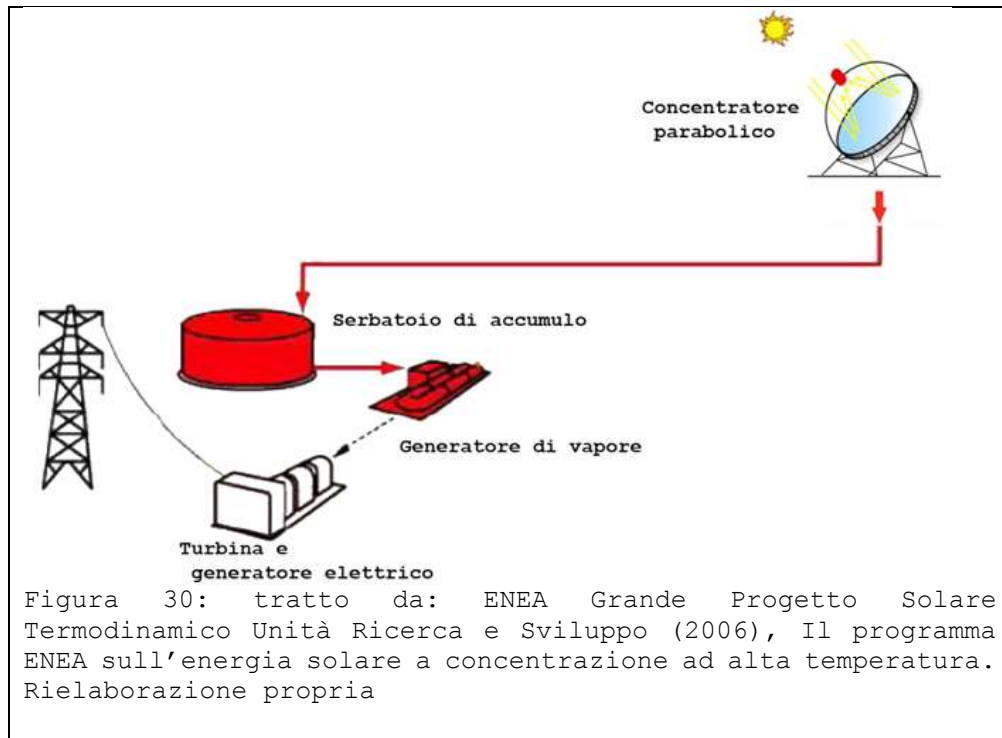 Concentratore
parabolico
Serbatoio di accumulo
Generatore di vapore
Turbina e
generatore elettrico
Figura 30: tratto da: ENEA Grande Progetto Solare
Termodinamico Unità Ricerca e Sviluppo (2006), Il programma
ENEA sull’energia solare a concentrazione ad alta temperatura.
Rielaborazione propria